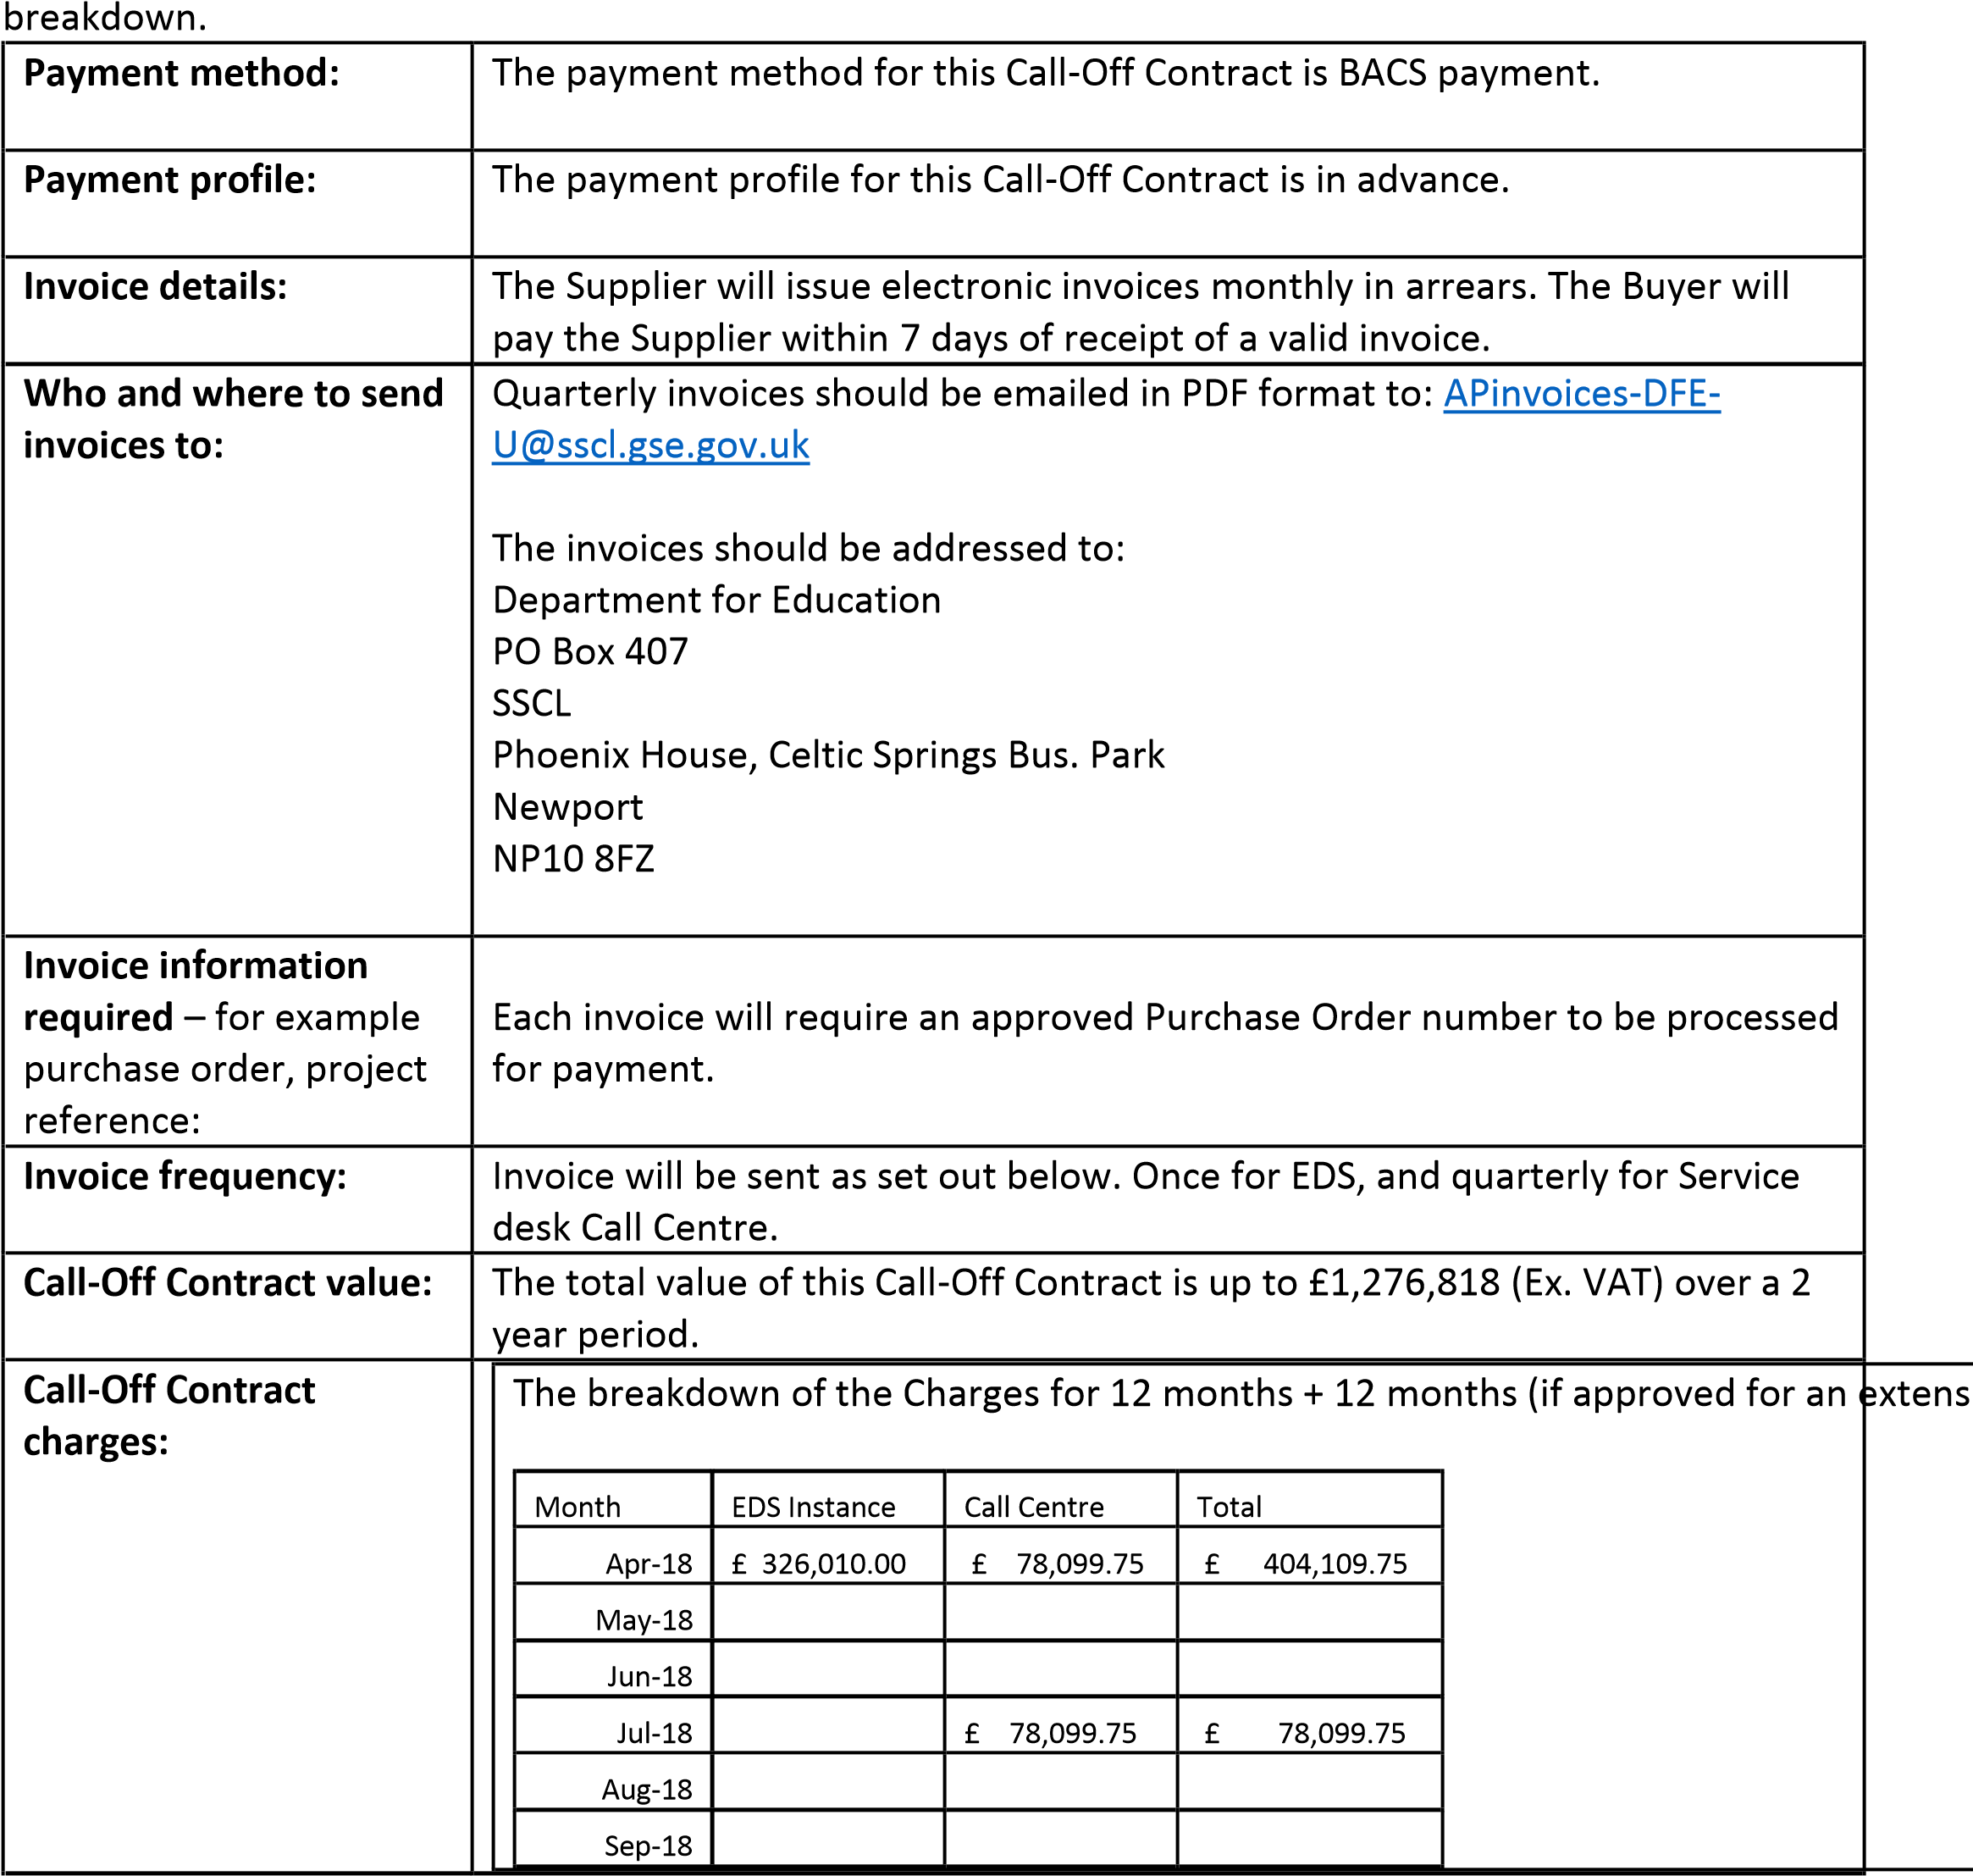 breakdown.
Payment method:
The payment method for this Call-Off Contract is BACS payment.
Payment profile:
The payment profile for this Call-Off Contract is in advance.
Invoice details:
The Supplier will issue electronic invoices monthly in arrears. The Buyer will
pay the Supplier within 7 days of receipt of a valid invoice.
Who and where to send
invoices to:
Quarterly invoices should be emailed in PDF format to: APinvoices-DFE-
U@sscl.gse.gov.uk
The invoices should be addressed to:
Department for Education
PO Box 407
SSCL
Phoenix House, Celtic Springs Bus. Park
Newport
NP10 8FZ
Invoice information
required – for example
purchase order, project
reference:
Each invoice will require an approved Purchase Order number to be processed
for payment.
Invoice frequency:
Invoice will be sent as set out below. Once for EDS, and quarterly for Service
desk Call Centre.
Call-Off Contract value:
The total value of this Call-Off Contract is up to £1,276,818 (Ex. VAT) over a 2
year period.
Call-Off Contract
charges:
The breakdown of the Charges for 12 months + 12 months (if approved for an extens
Month EDS Instance Call Centre Total
Apr-18 £ 326,010.00 £ 78,099.75 £ 404,109.75
May-18
Jun-18
Jul-18 £ 78,099.75 £ 78,099.75
Aug-18
Sep-18